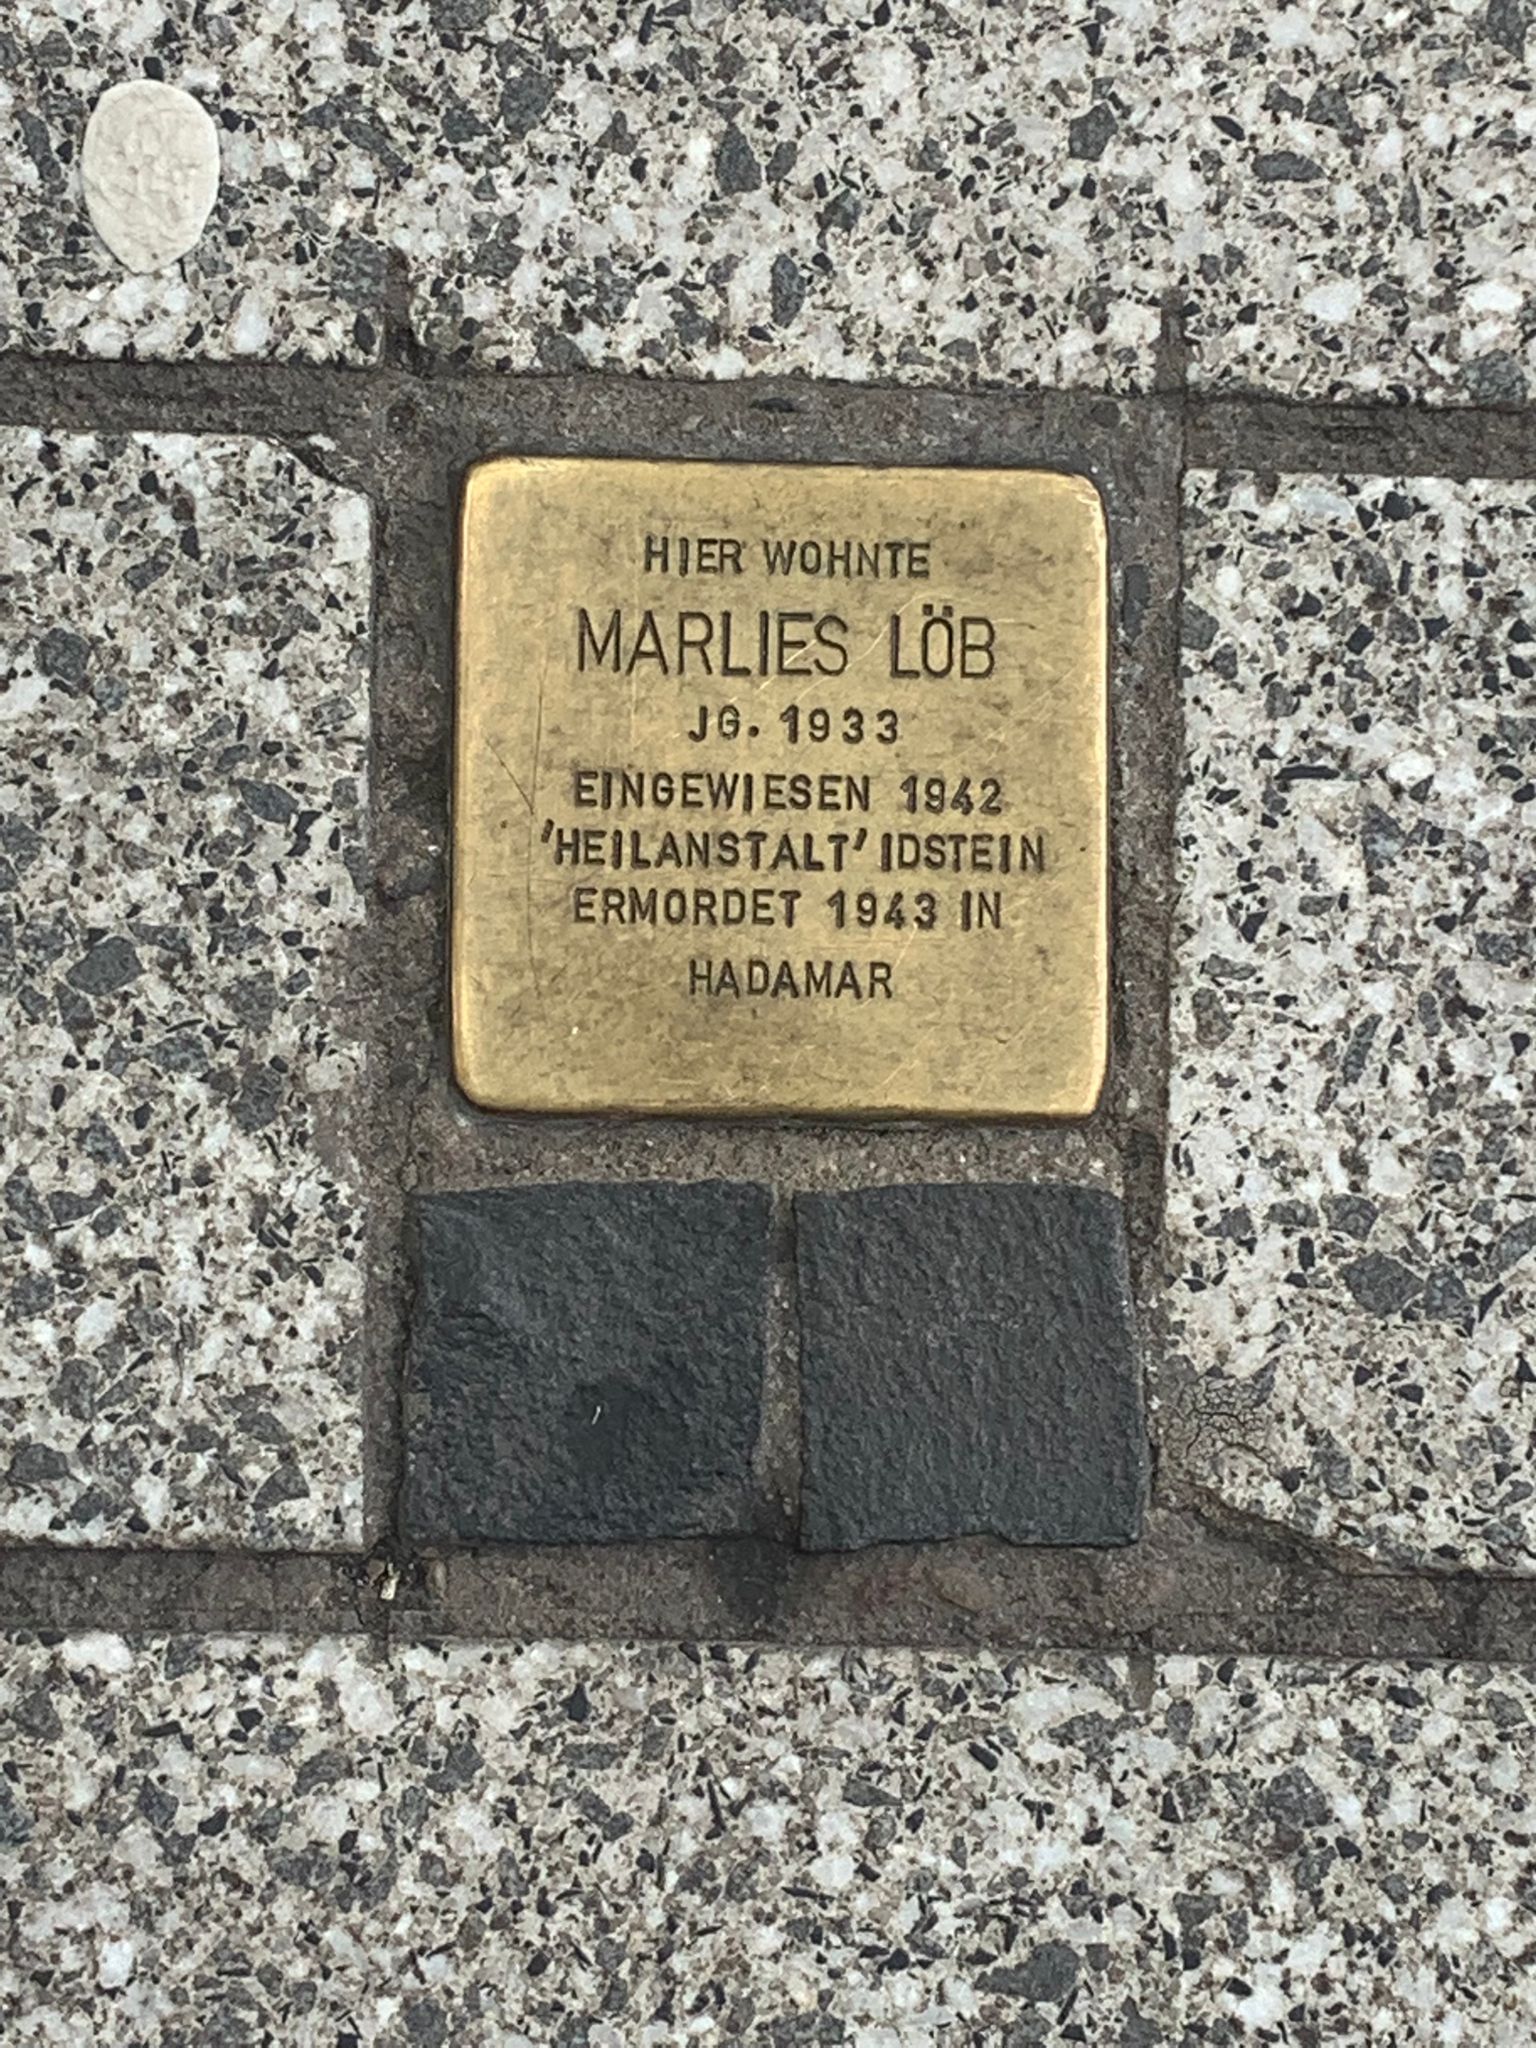 HIER WOHNTE
MARLIES LÖB
JG. 1933
EINGEWIESEN 1942
'HEILANSTALT' IDSTEIN
ERMORDET 1943 IN
HADAMAR